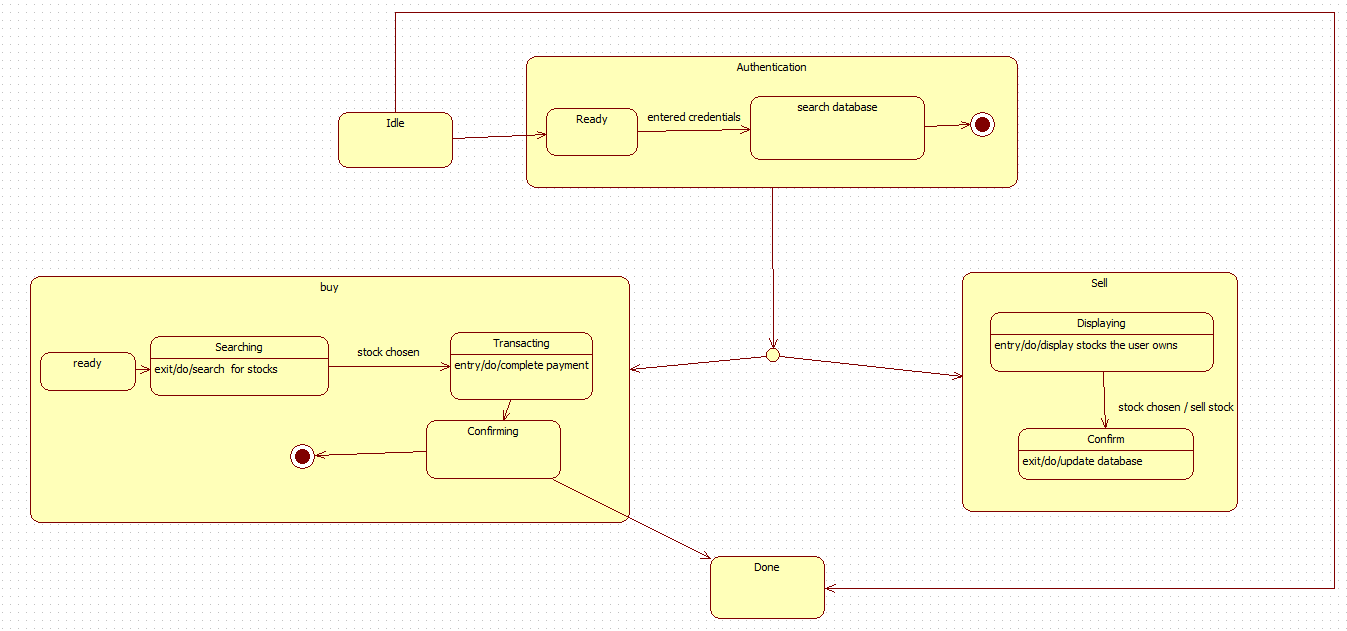 Authentication
Idle
Ready
entered credentials
search database
buy
Sell
ready
Searching
exit/do/search  for stocks
stock chosen
Transacting
entry/do/complete payment
Confirming
Displaying
entry/do/display stocks the user owns
stock chosen / sell stock
Confirm
exit/do/update database
Done